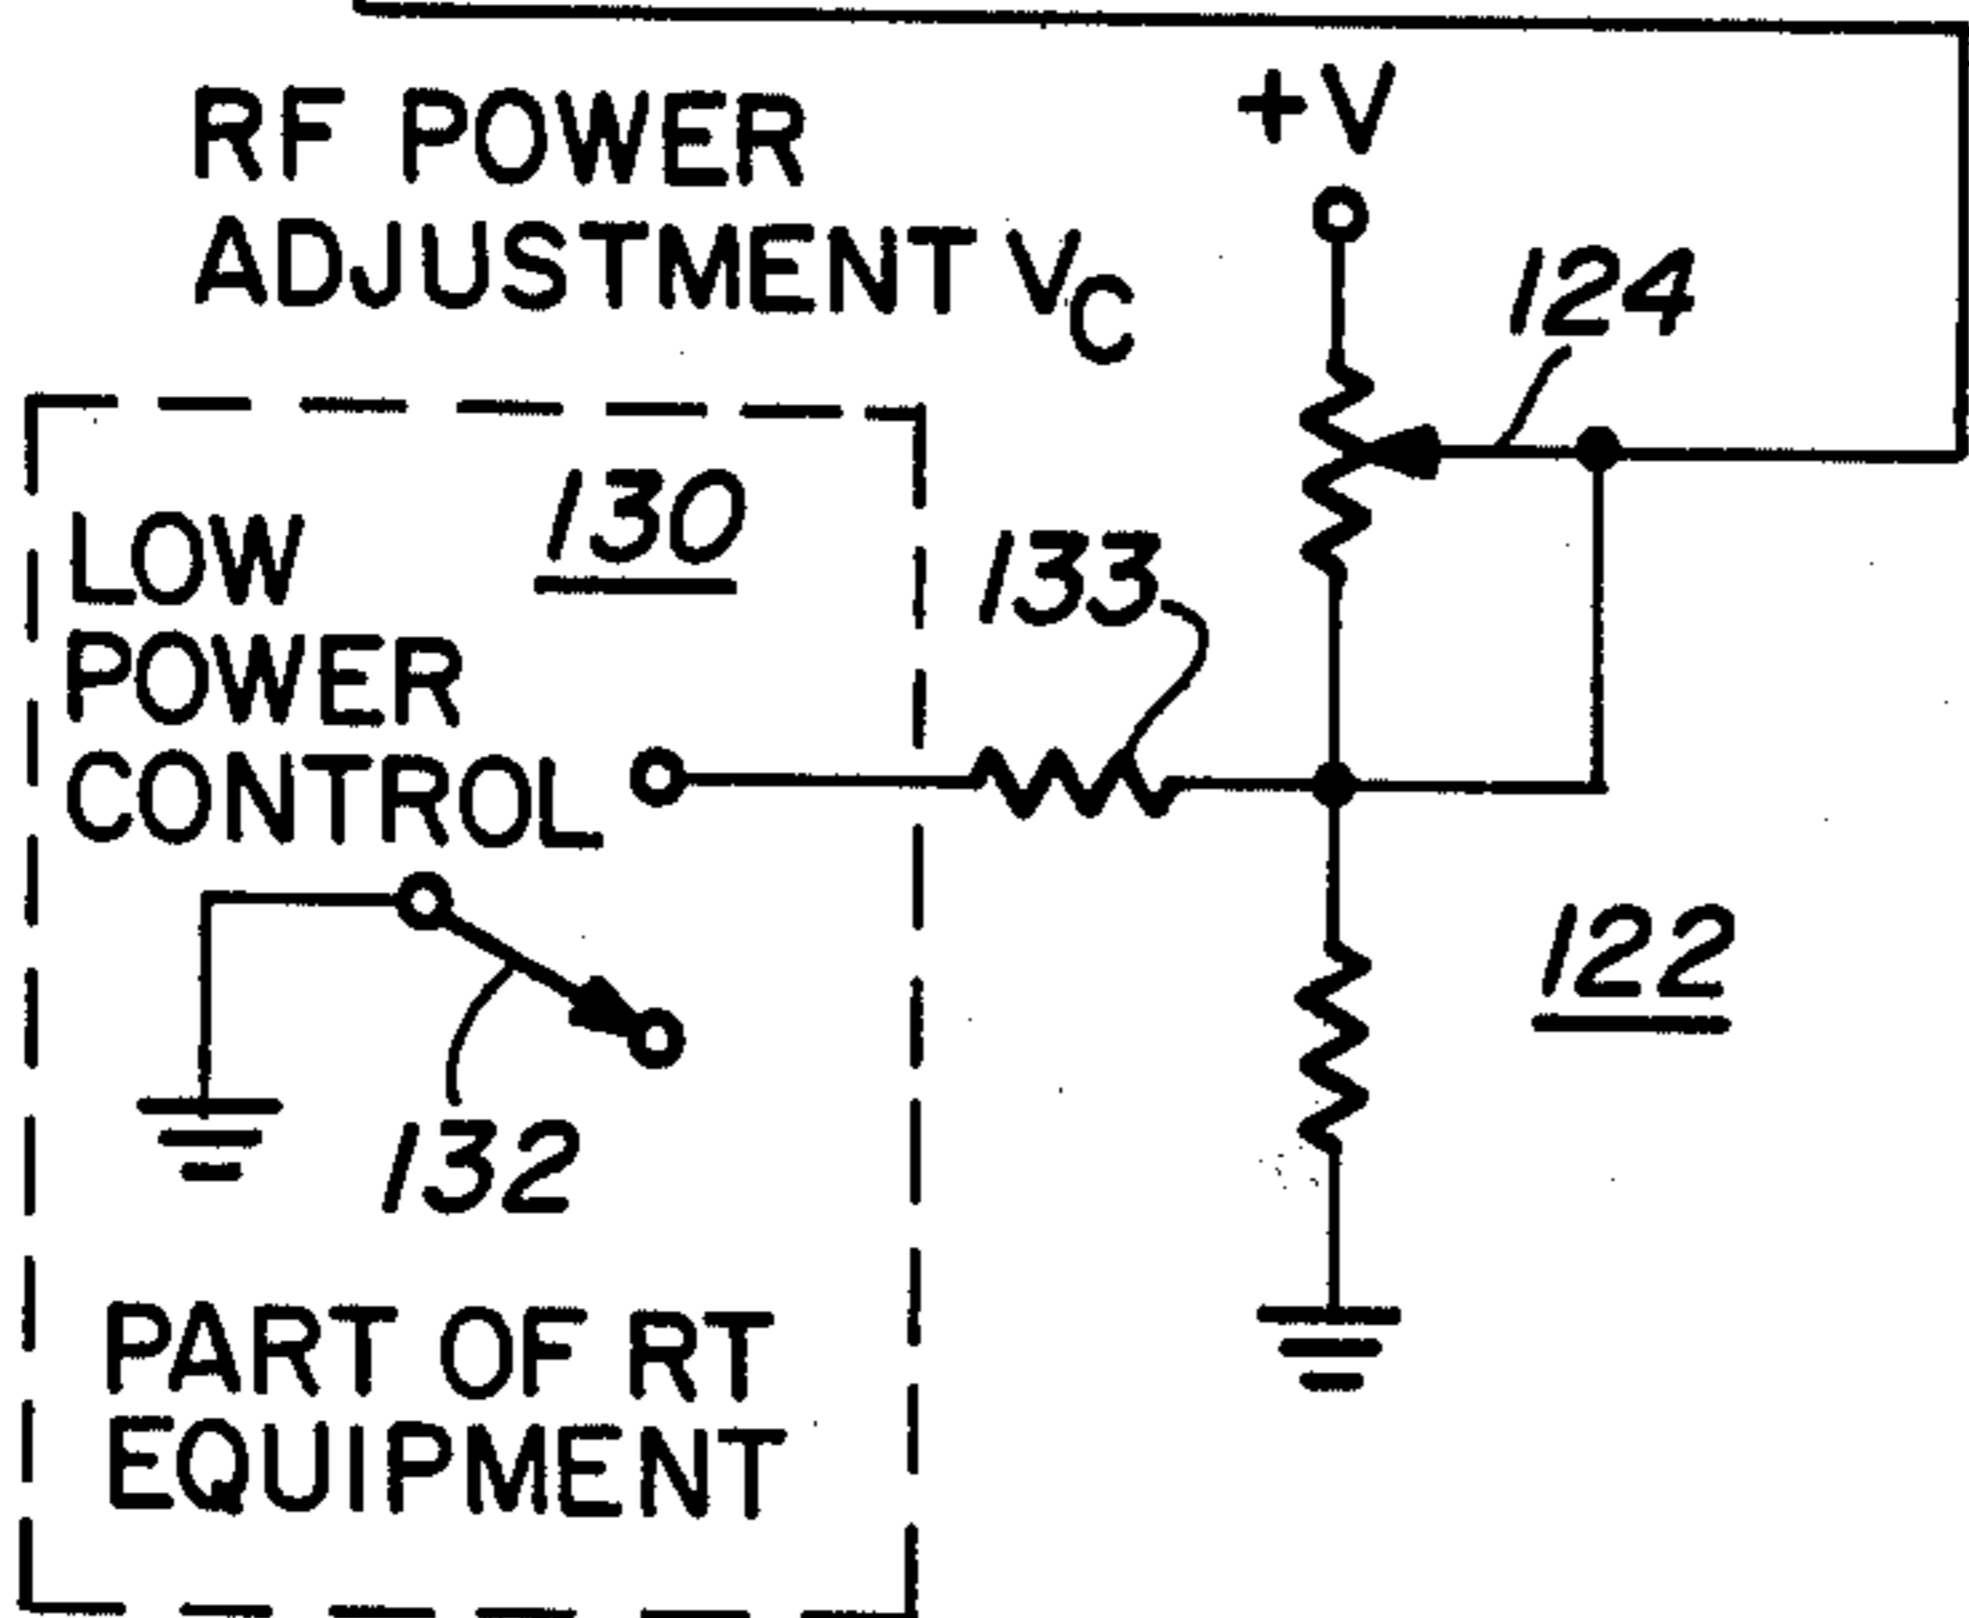 RF POWER
ADJUSTMENT VC
+V
124
130
LOW
POWER
CONTROL
133
122
132
PART OF RT
EQUIPMENT